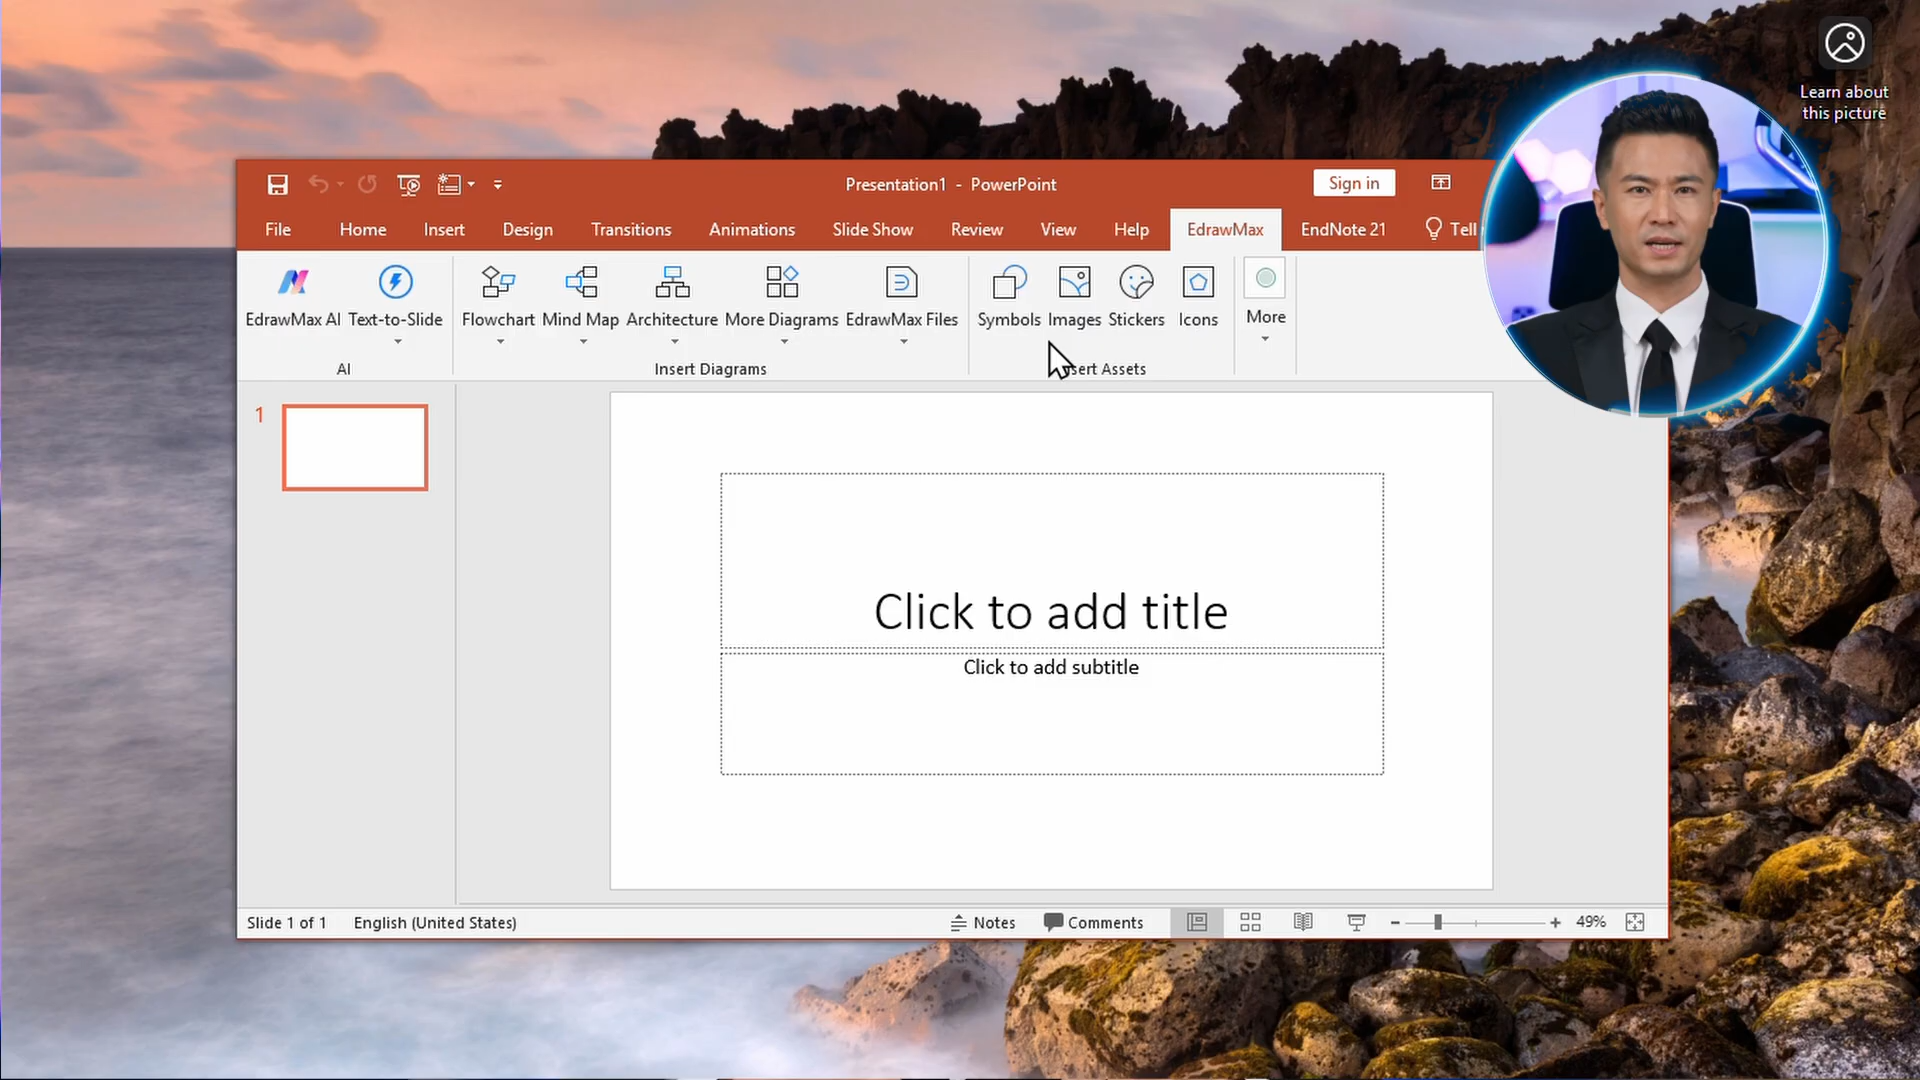 Learn about
this picture
Presentation1 - PowerPoint
Sign in
File Home Insert Design Transitions Animations Slide Show Review View Help EdrawMax EndNote 21 Tell
EdrawMax AI Text-to-Slide Flowchart Mind Map Architecture More Diagrams EdrawMax Files Symbols Images Stickers Icons More
AI Insert Diagrams sert Assets
1
Click to add title
Click to add subtitle
Slide 1 of 1 English (United States) Notes Comments 49%